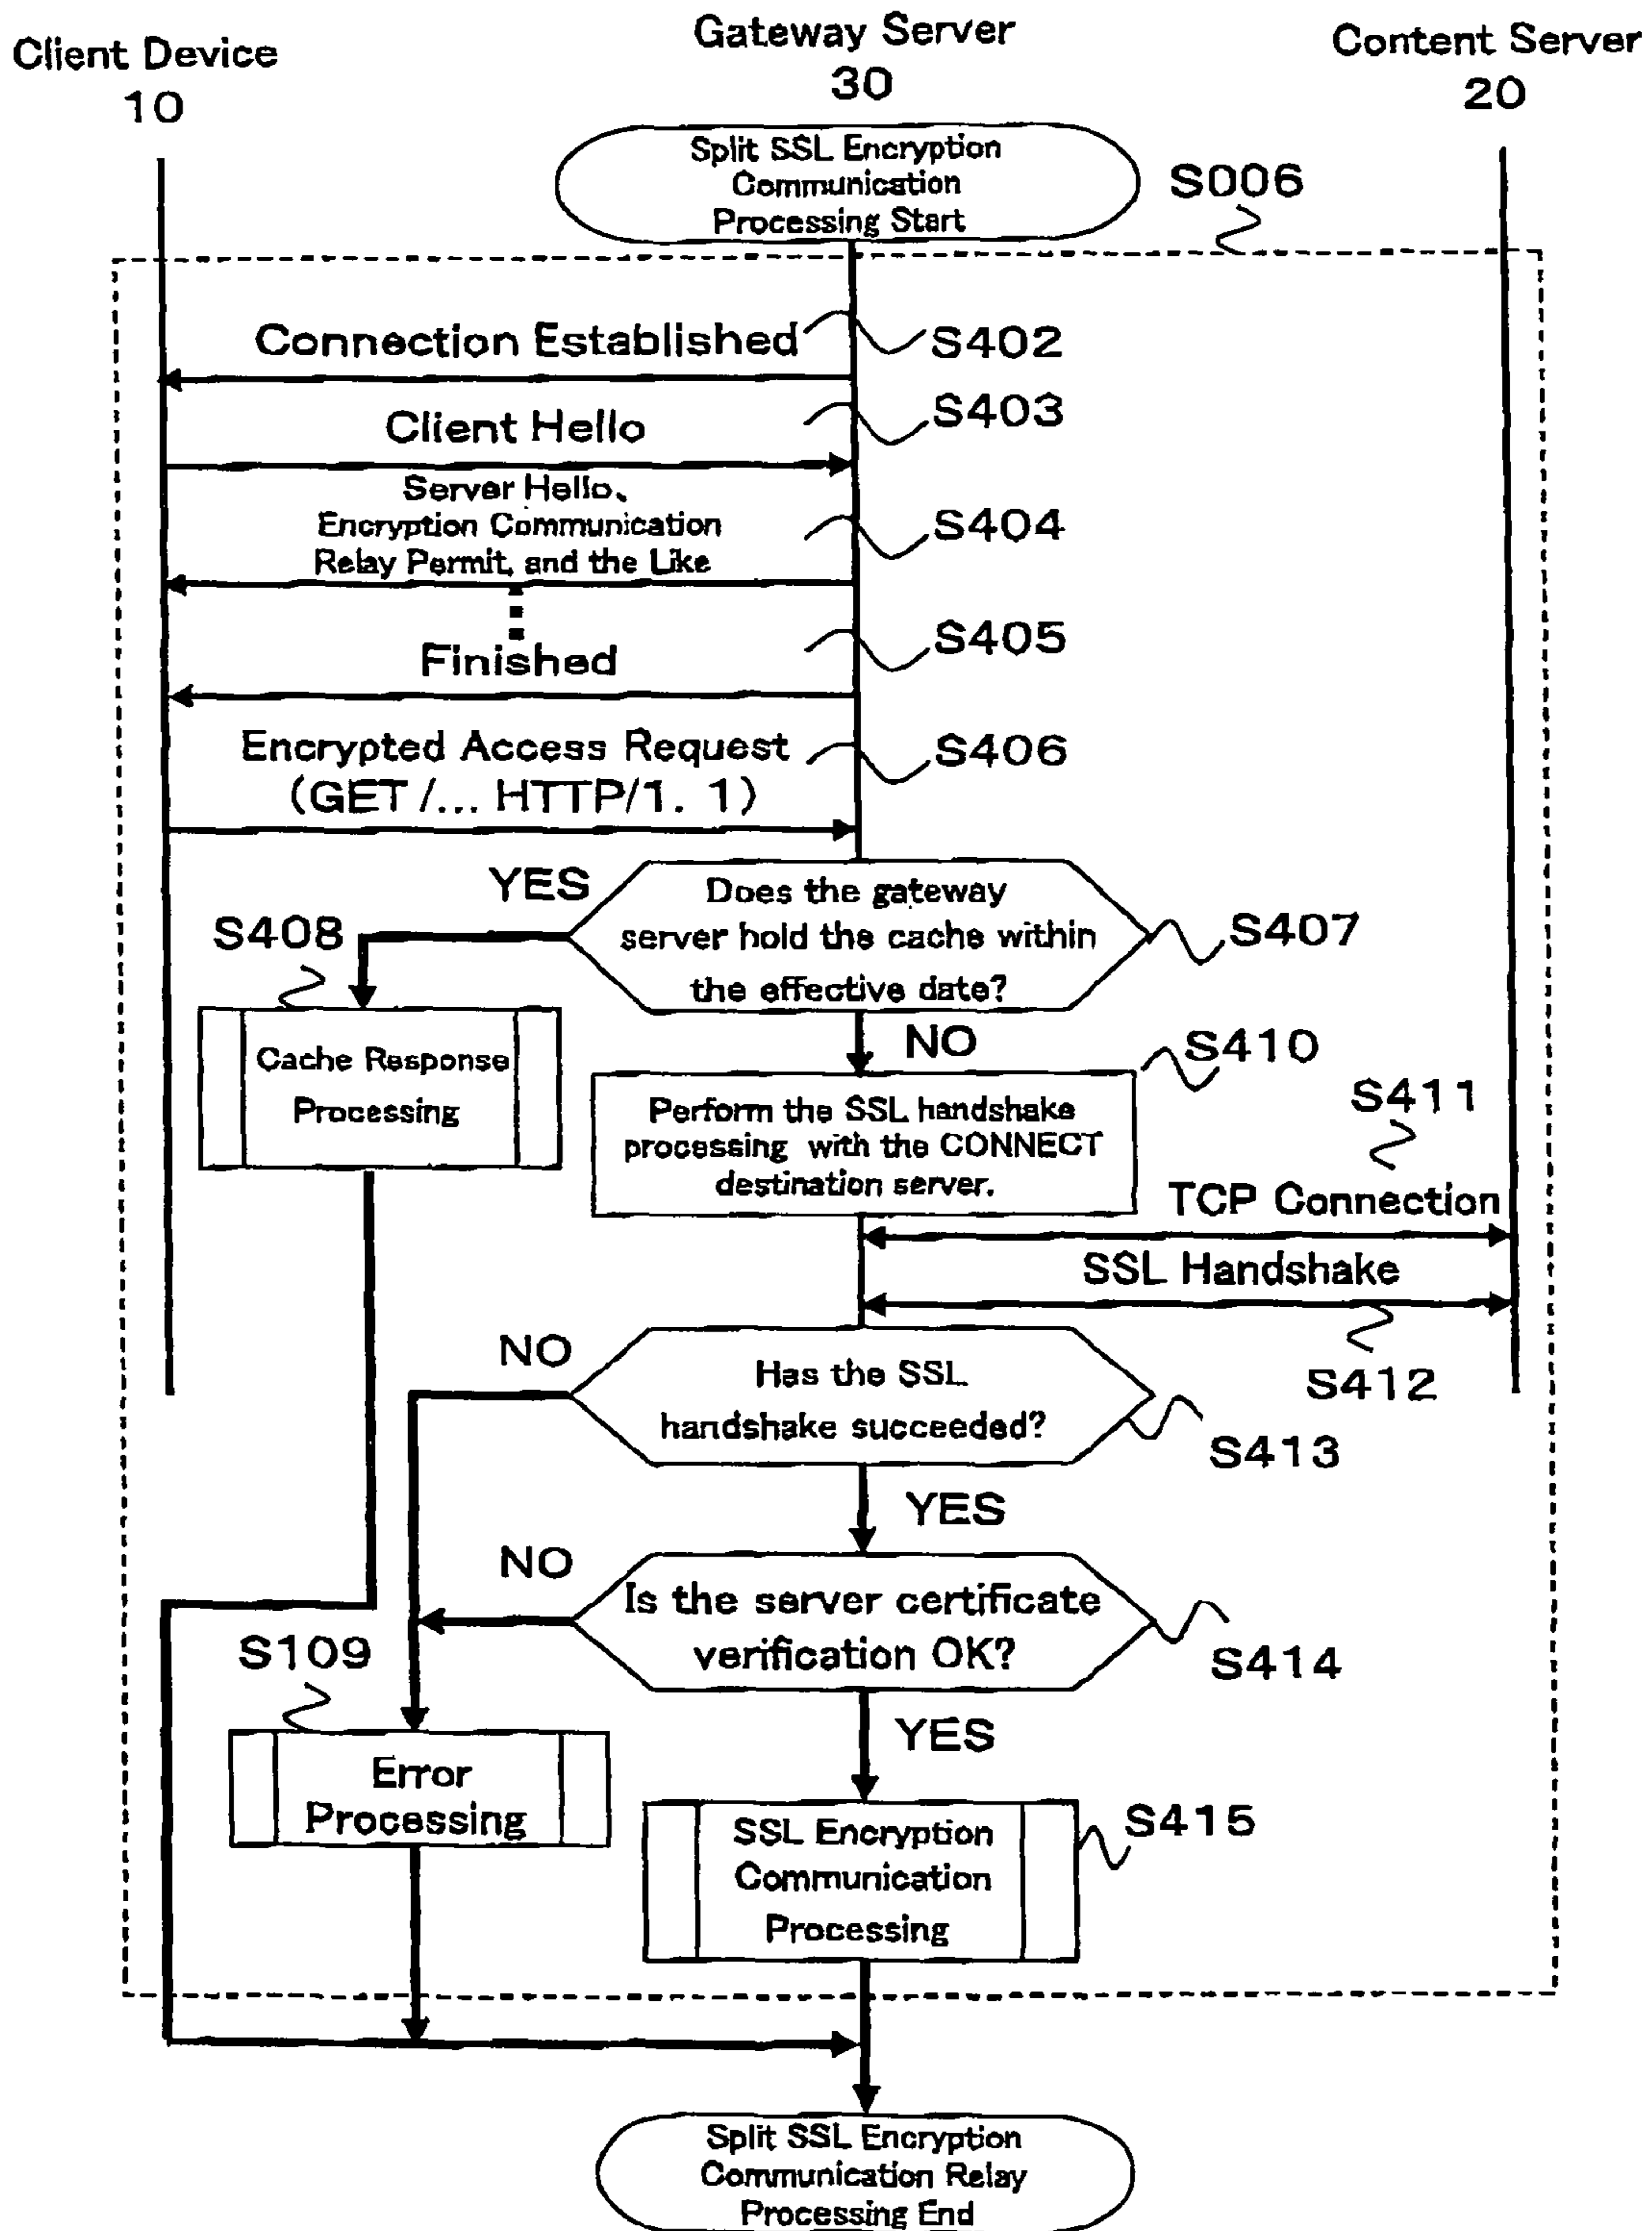 Client Device
10
Gateway Server
30
Content Server
20
Split SSL Encryption
Communication
Processing Start
S006
Connection Established
S402
Client Hello
S403
Server Hello、
Encryption Communication
Relay Permit, and the Like
S404
Finished
S405
Encrypted Access Request
(GET /... HTTP/1. 1)
S406
YES
Does the gateway
server hold the cache within
the effective date?
S407
S408
Cache Response
Processing
NO
S410
Perform the SSL handshake
processing with the CONNECT
destination server.
S411
TCP Connection
SSL Handshake
S412
NO
Has the SSL
handshake succeeded?
S413
YES
NO
Is the server certificate
verification OK?
S414
S109
Error
Processing
YES
SSL Encryption
Communication
Processing
S415
Split SSL Encryption
Communication Relay
Processing End